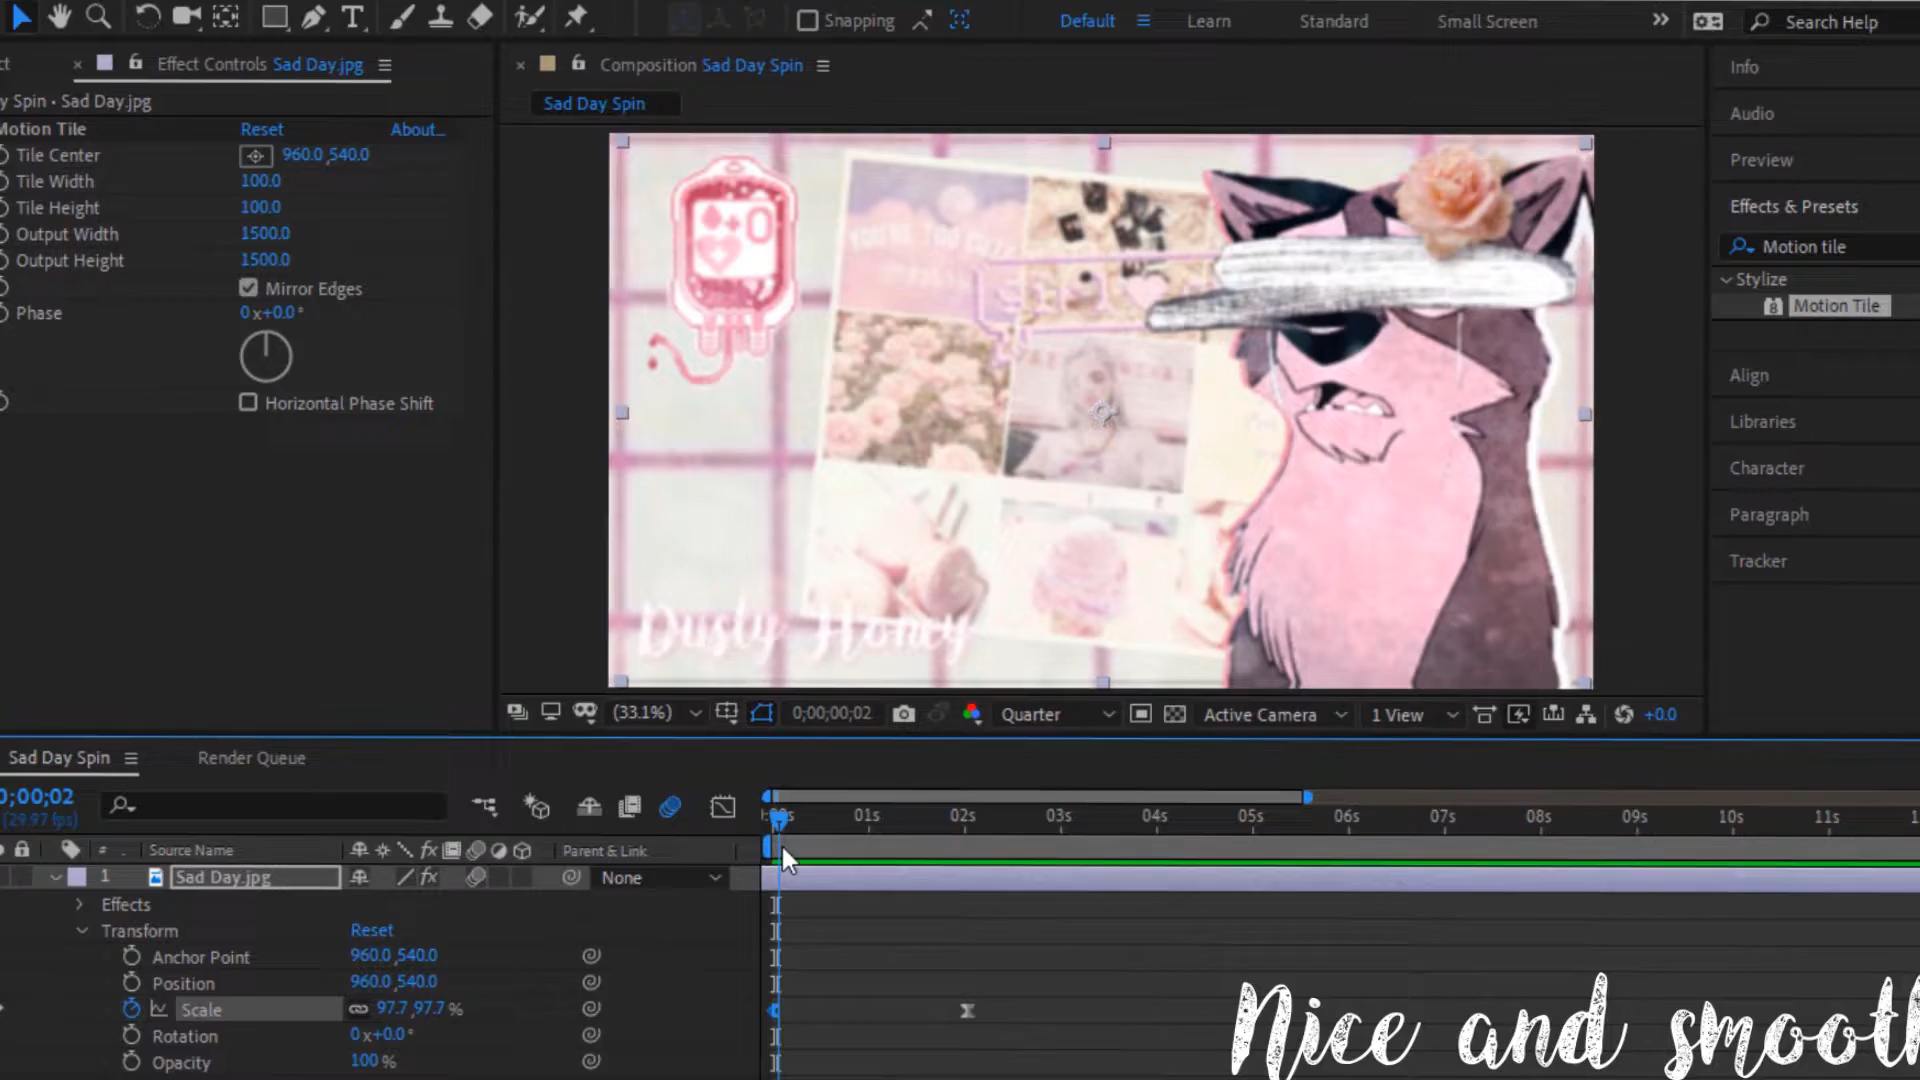 Snapping
Default
Learn
Standard
Small Screen
Search Help
ct
Effect Controls Sad Day.jpg
Composition Sad Day Spin
Info
y Spin • Sad Day.jpg
Sad Day Spin
Audio
Motion Tile
Reset
About...
Tile Center
960.0 ,540.0
Preview
Tile Width
100.0
Tile Height
100.0
Effects & Presets
Output Width
1500.0
Motion tile
Output Height
1500.0
Stylize
Mirror Edges
8
Motion Tile
Phase
0 x+0.0 °
Align
Horizontal Phase Shift
Libraries
Character
Paragraph
Tracker
Dusty Honey
(33.1%)
0;00;00;02
Quarter
Active Camera
1 View
+0.0
Sad Day Spin
Render Queue
0;00;02
(29.97 fps)
01s
02s
03s
04s
05s
06s
07s
08s
09s
10s
11s
1
#
Source Name
fx
Parent & Link
1
Sad Day.jpg
fx
None
Effects
Transform
Reset
Anchor Point
960.0 ,540.0
Position
960.0 ,540.0
Scale
97.7 ,97.7 %
Rotation
0 x+0.0 °
Opacity
100 %
Nice and smooth